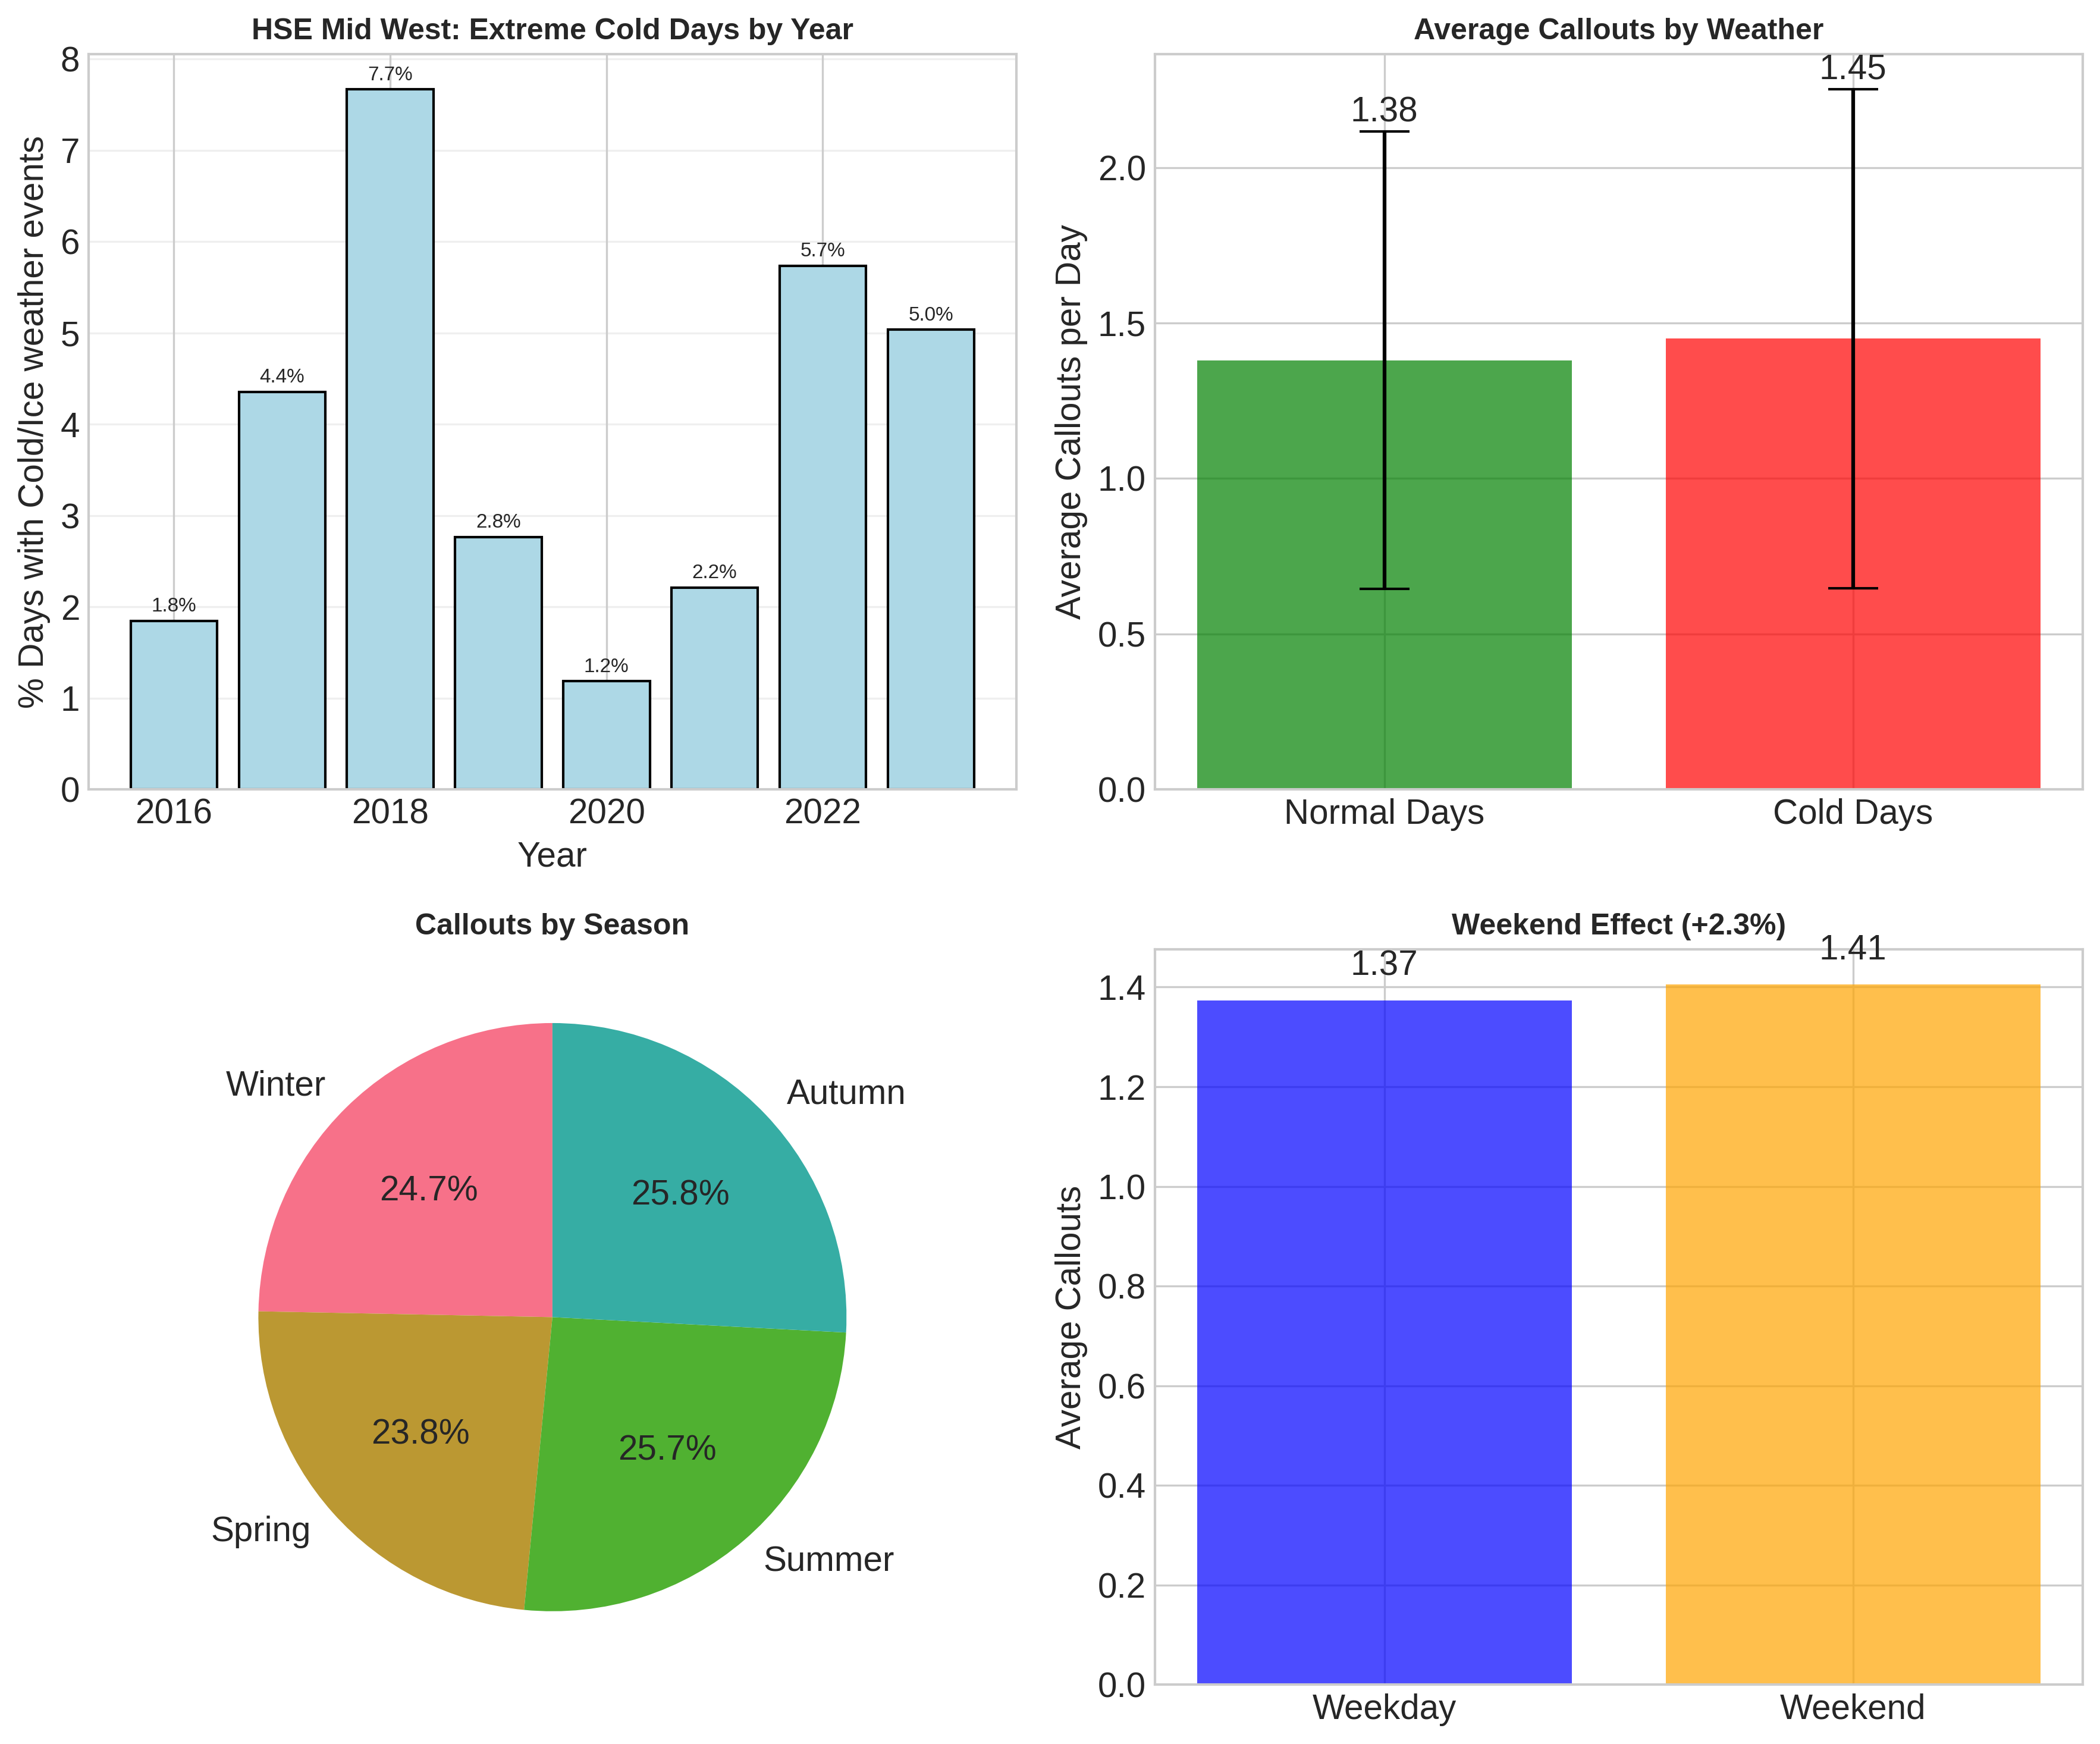 HSE Mid West: Extreme Cold Days by Year
% Days with Cold/Ice weather events
8
7
6
5
4
3
2
1
0
1.8%
4.4%
7.7%
2.8%
1.2%
2.2%
5.7%
5.0%
2016
2018
2020
2022
Year
Average Callouts by Weather
Average Callouts per Day
2.0
1.5
1.0
0.5
0.0
1.38
1.45
Normal Days
Cold Days
Callouts by Season
Winter
Autumn
24.7%
25.8%
23.8%
25.7%
Spring
Summer
Weekend Effect (+2.3%)
Average Callouts
1.4
1.2
1.0
0.8
0.6
0.4
0.2
0.0
1.37
1.41
Weekday
Weekend